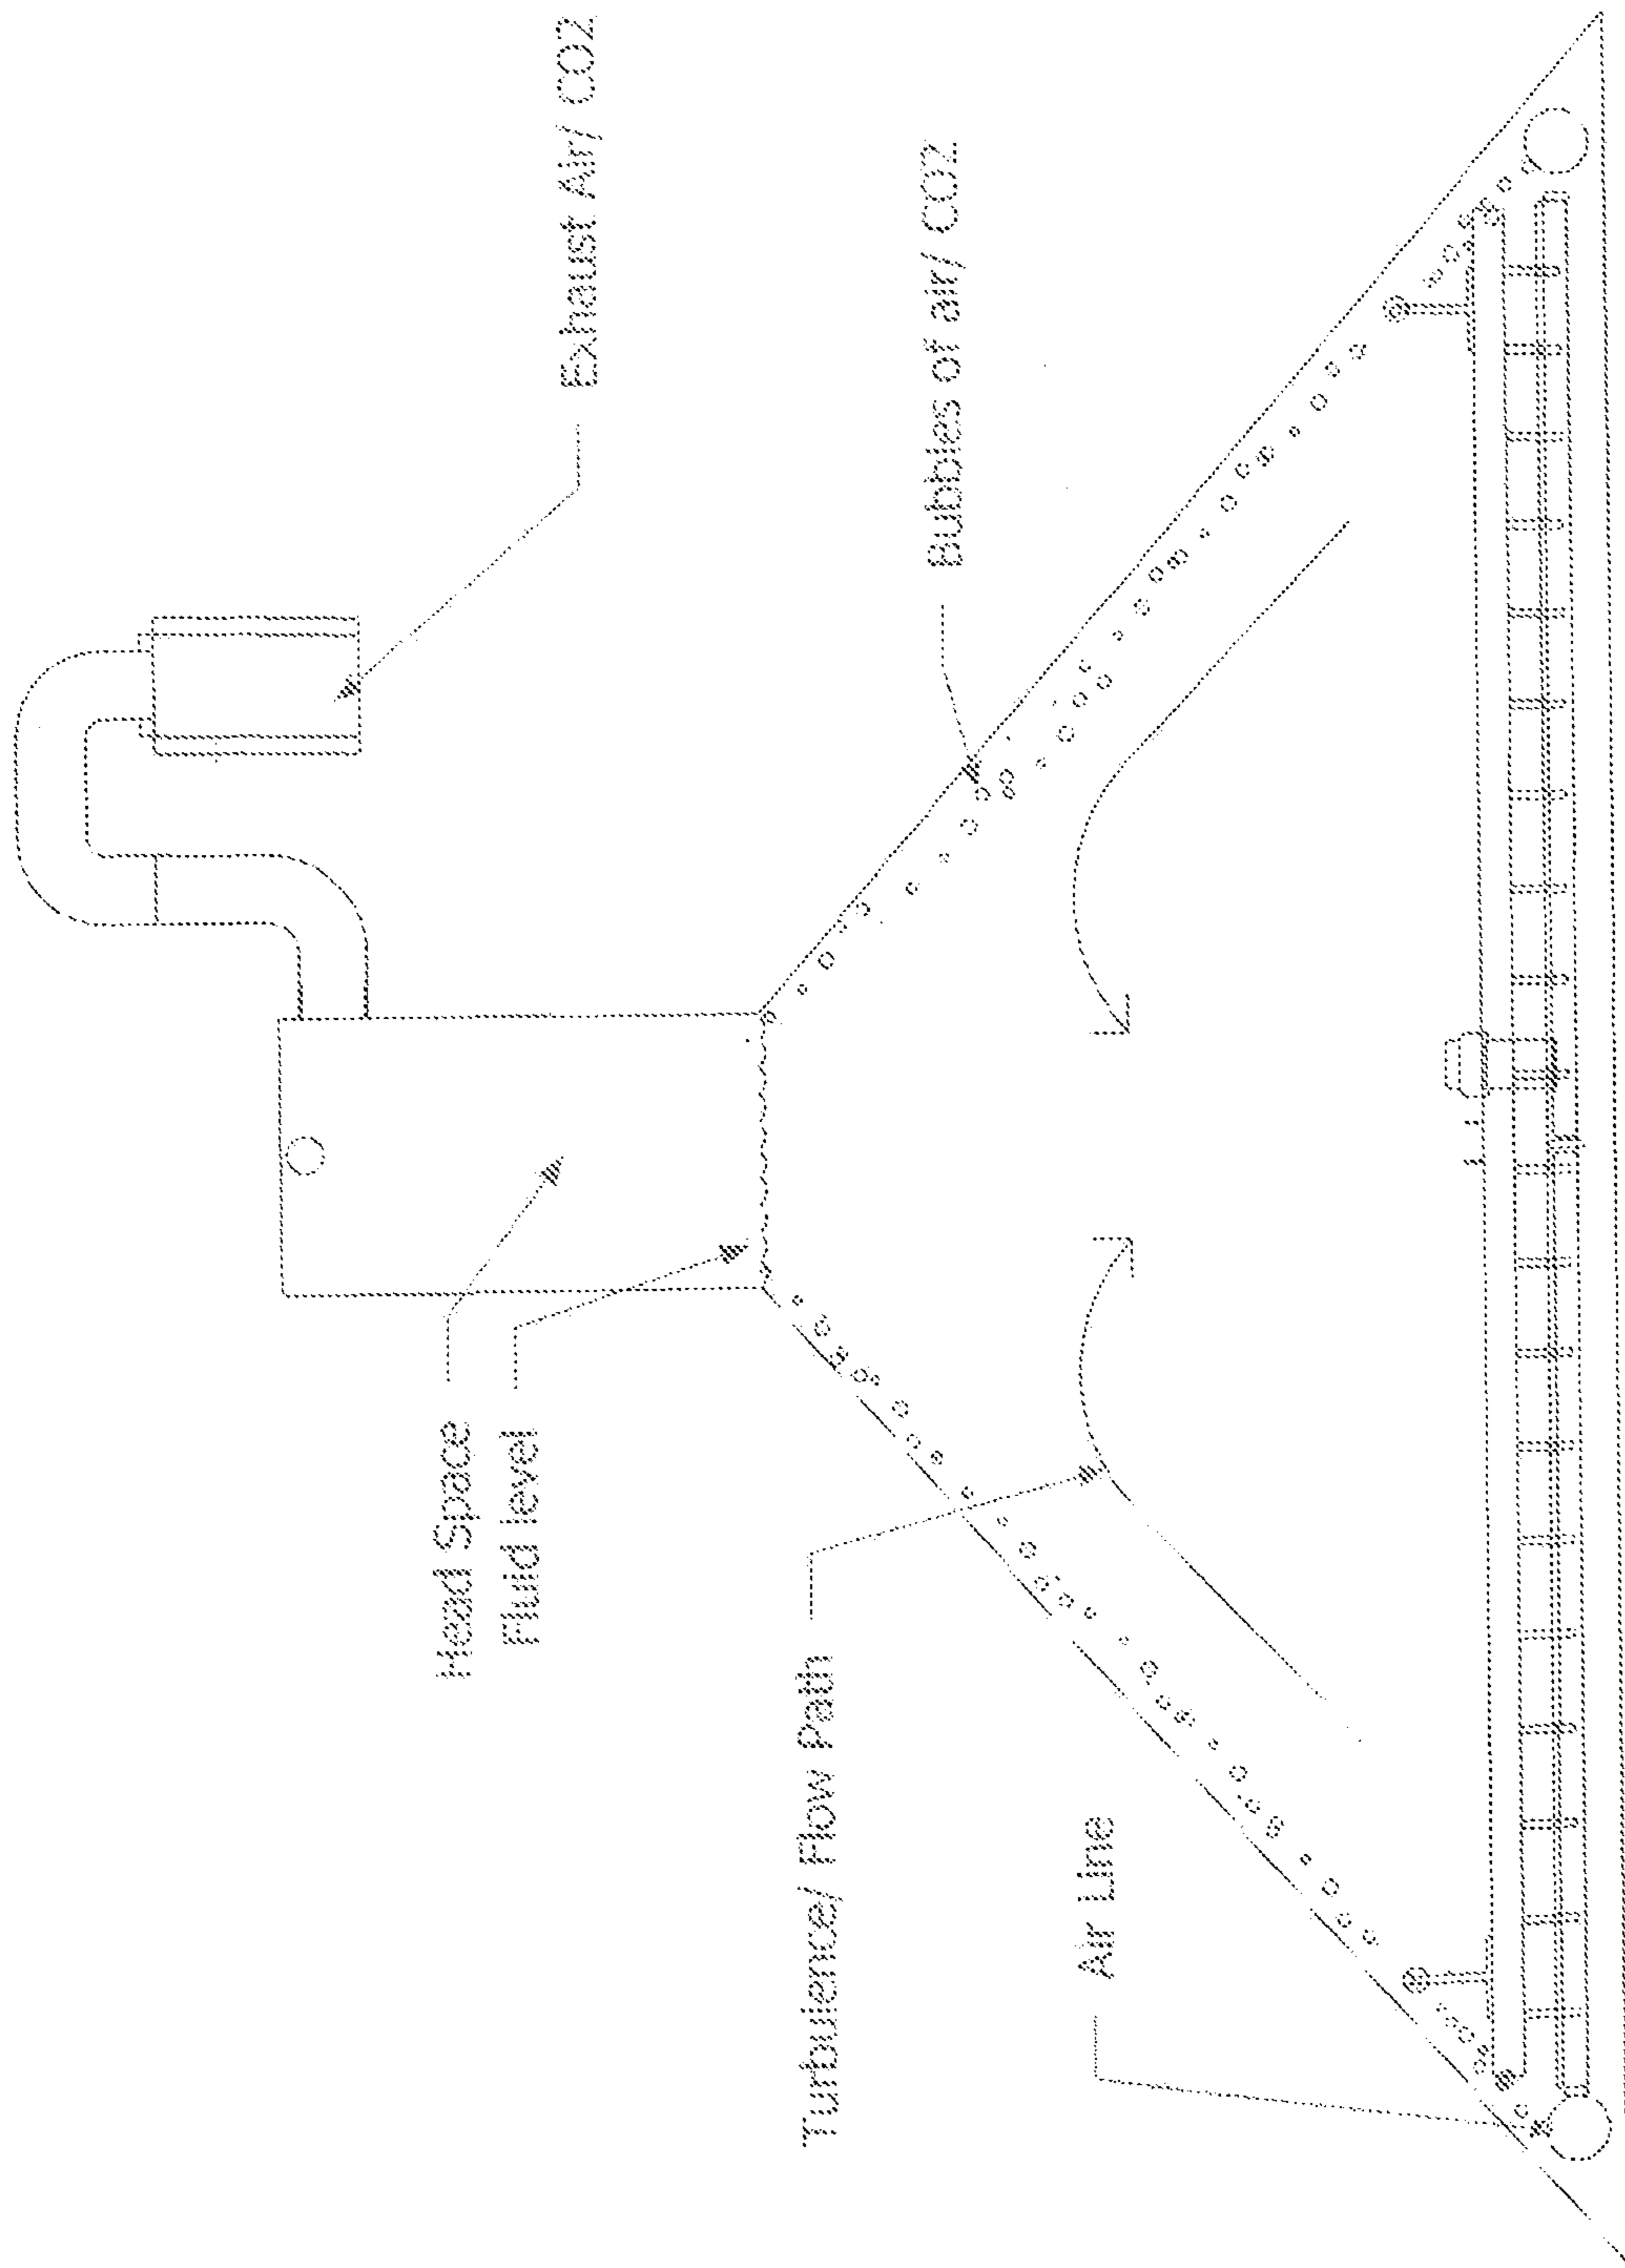 Exhaust Air/ CO2
Bubbles of air/ CO2
Head Space
Fluid level
Turbulence/ Flow Path
Air Line